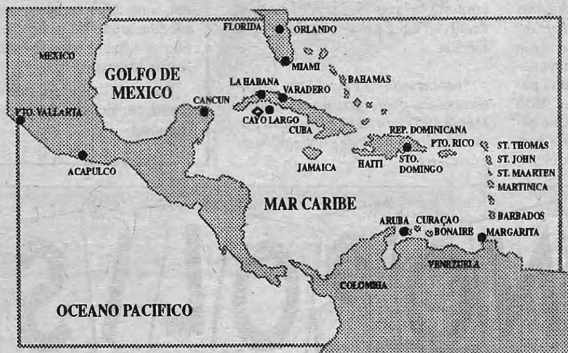 FLORIDA
ORLANDO
MEXICO
GOLFO DE
MEXICO
MIAMI
BAHAMAS
LA HABANA
VARADERO
PTO. VALLARTA
CANCUN
CAYO LARGO
CUBA
REP. DOMINICANA
PTO. RICO
ST. THOMAS
ST. JOHN
ST. MAARTEN
MARTINICA
ACAPULCO
JAMAICA
HAITI
STO.
DOMINGO
MAR CARIBE
BARBADOS
ARUBA
CURAÇAO
BONAIRE
MARGARITA
VENEZUELA
COLOMBIA
OCEANO PACIFICO